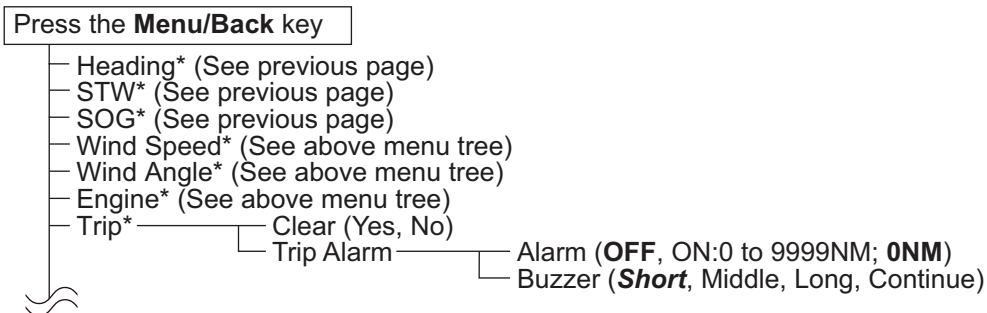 Press the Menu/Back key
Heading* (See previous page)
STW* (See previous page)
SOG* (See previous page)
Wind Speed* (See above menu tree)
Wind Angle* (See above menu tree)
Engine* (See above menu tree)
Trip* Clear (Yes, No)
Trip Alarm Alarm (OFF, ON:0 to 9999NM; 0NM)
Buzzer (Short, Middle, Long, Continue)